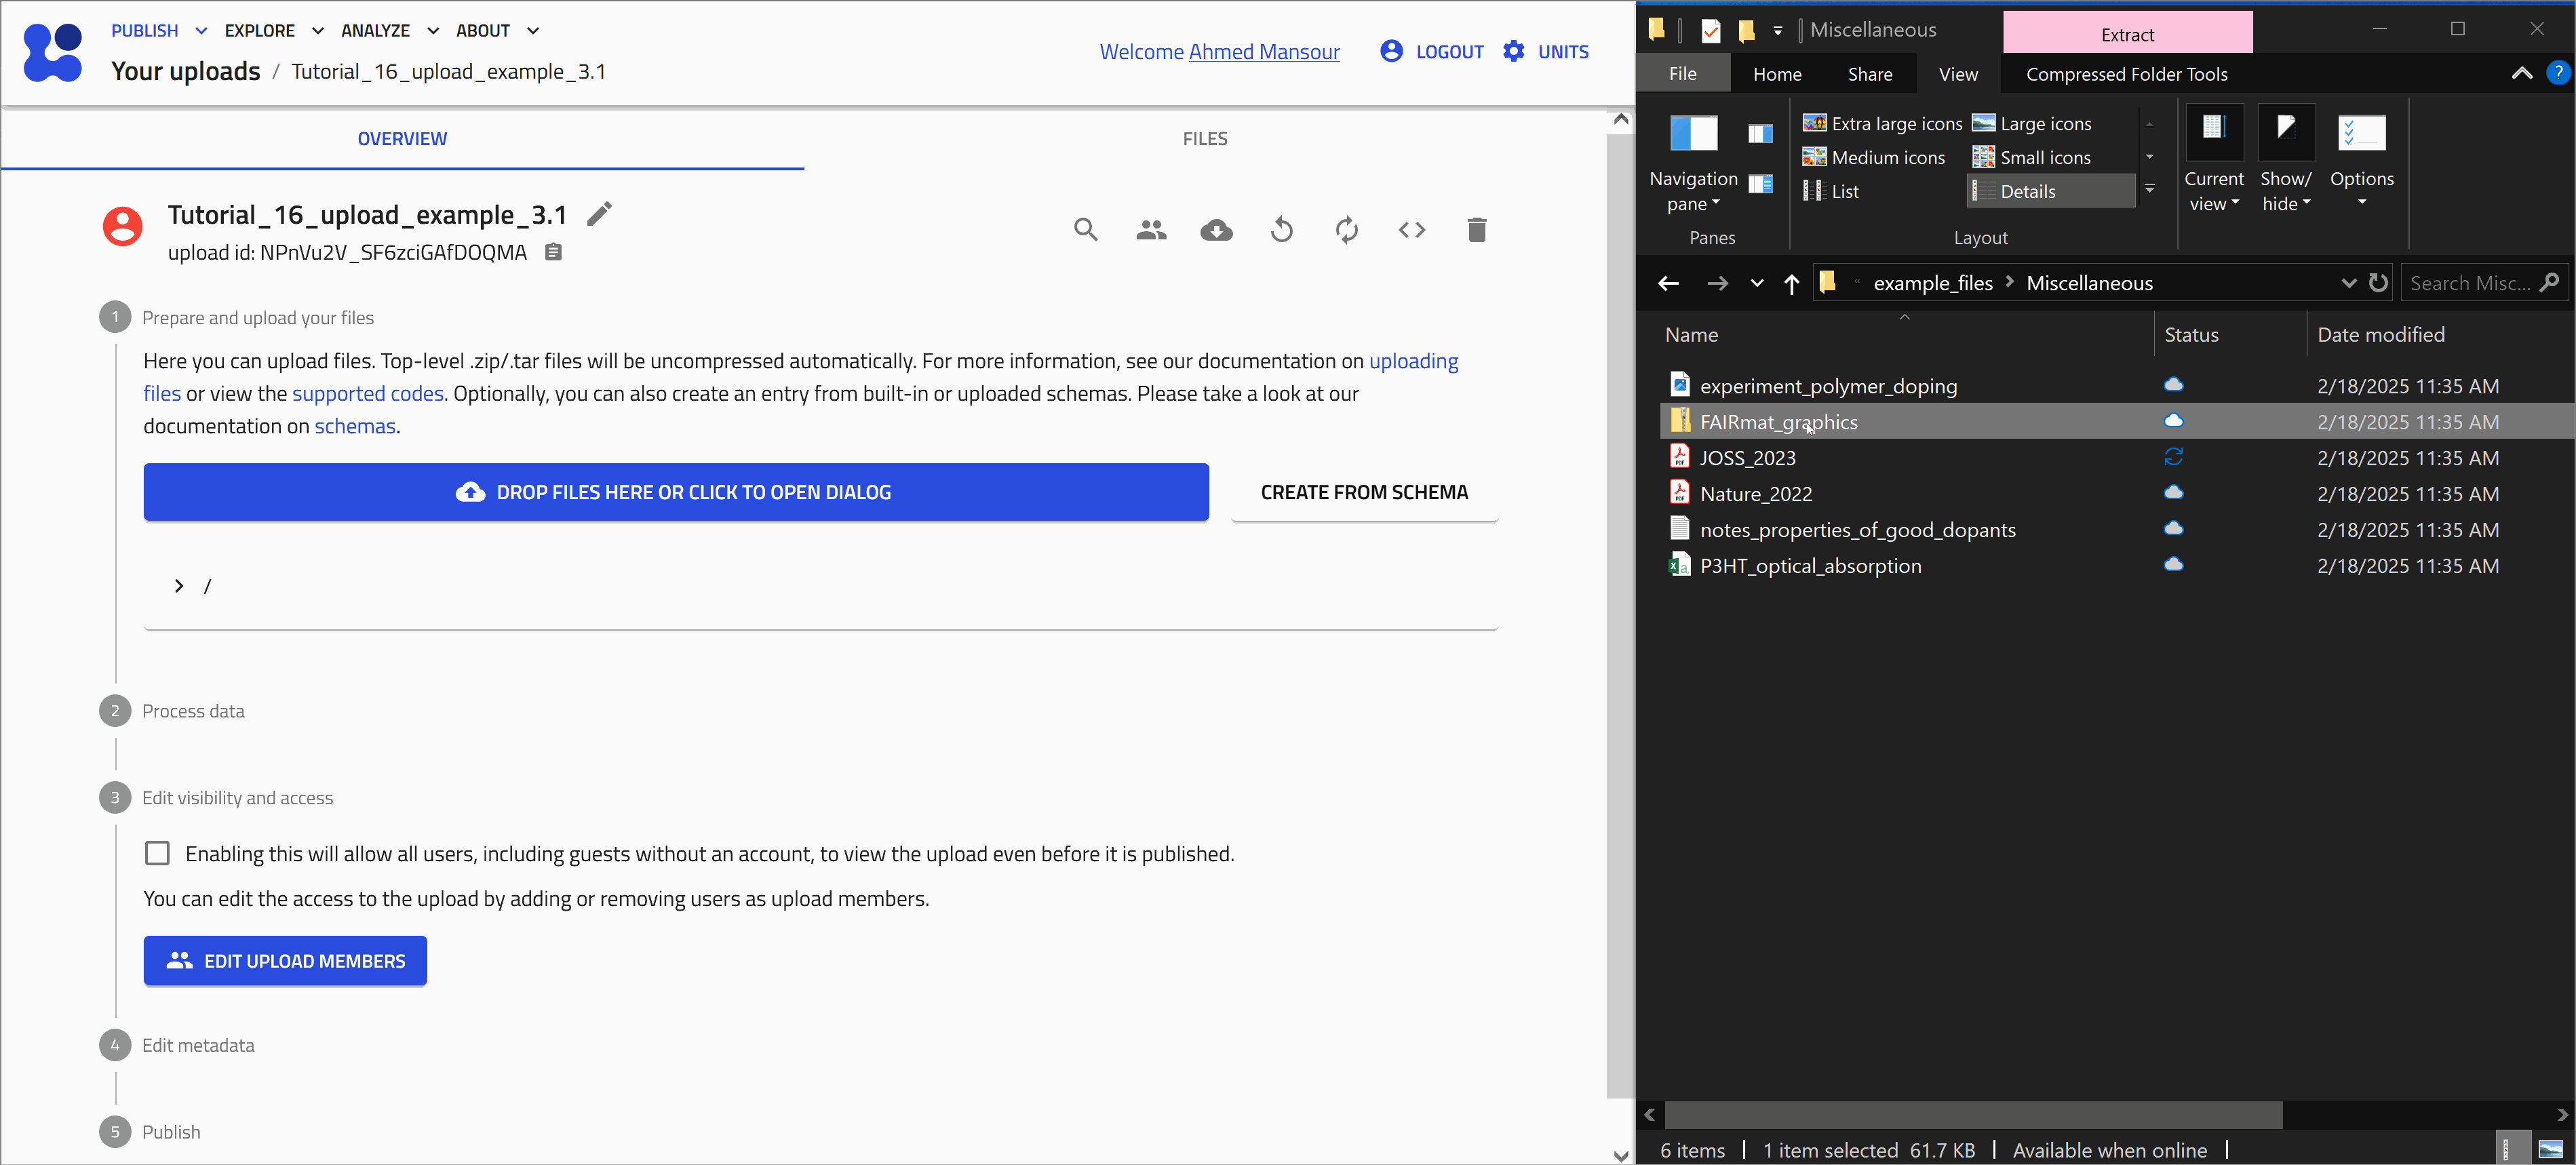 PUBLISH EXPLORE ANALYZE ABOUT
Your uploads / Tutorial_16_upload_example_3.1
Welcome Ahmed Mansour LOGOUT UNITS
OVERVIEW FILES
Tutorial_16_upload_example_3.1
upload id: NPnVu2V_SF6zciGAfDOQMA
1 Prepare and upload your files
Here you can upload files. Top-level .zip/.tar files will be uncompressed automatically. For more information, see our documentation on uploading
files or view the supported codes. Optionally, you can also create an entry from built-in or uploaded schemas. Please take a look at our
documentation on schemas.
DROP FILES HERE OR CLICK TO OPEN DIALOG
CREATE FROM SCHEMA
/
2 Process data
3 Edit visibility and access
Enabling this will allow all users, including guests without an account, to view the upload even before it is published.
You can edit the access to the upload by adding or removing users as upload members.
EDIT UPLOAD MEMBERS
4 Edit metadata
5 Publish
Miscellaneous
Extract
File Home Share View Compressed Folder Tools
?
Navigation
pane
Panes
Extra large icons Large icons
Medium icons Small icons
List Details
Layout
Current
view
Show/
hide
Options
« example_files > Miscellaneous
Search Misc...
Name Status Date modified
experiment_polymer_doping 2/18/2025 11:35 AM
FAIRmat_graphics 2/18/2025 11:35 AM
JOSS_2023 2/18/2025 11:35 AM
Nature_2022 2/18/2025 11:35 AM
notes_properties_of_good_dopants 2/18/2025 11:35 AM
P3HT_optical_absorption 2/18/2025 11:35 AM
6 items 1 item selected 61.7 KB Available when online